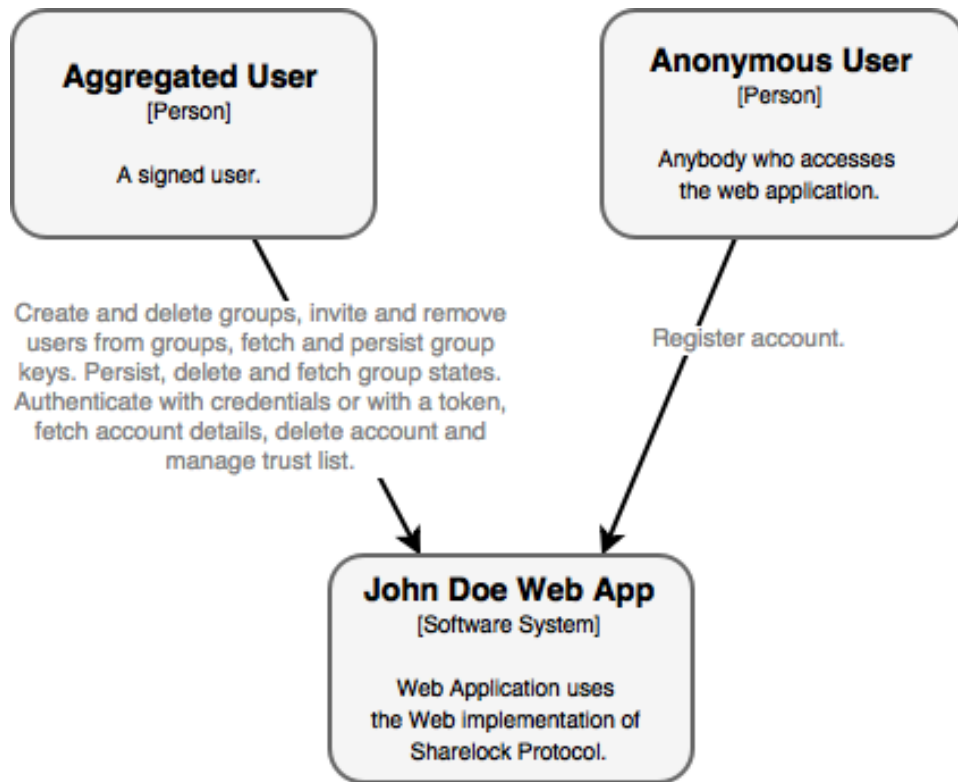 Aggregated User
[Person]
A signed user.
Anonymous User
[Person]
Anybody who accesses
the web application.
Create and delete groups, invite and remove
users from groups, fetch and persist group
keys. Persist, delete and fetch group states.
Authenticate with credentials or with a token,
fetch account details, delete account and
manage trust list.
Register account.
John Doe Web App
[Software System]
Web Application uses
the Web implementation of
Sharelock Protocol.